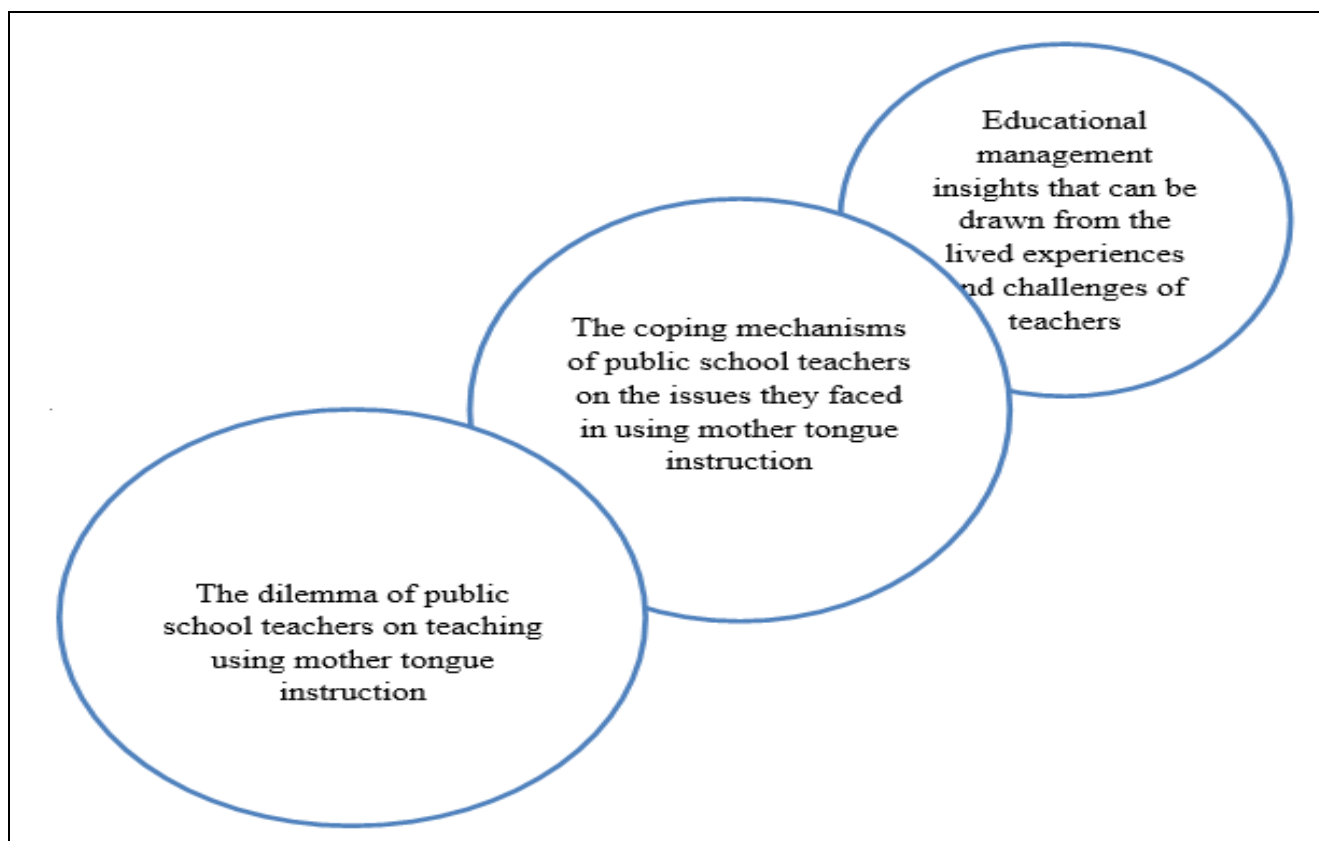 Educational
management
insights that can be
drawn from the
lived experiences
and challenges of
teachers
The coping mechanisms
of public school teachers
on the issues they faced
in using mother tongue
instruction
The dilemma of public
school teachers on teaching
using mother tongue
instruction